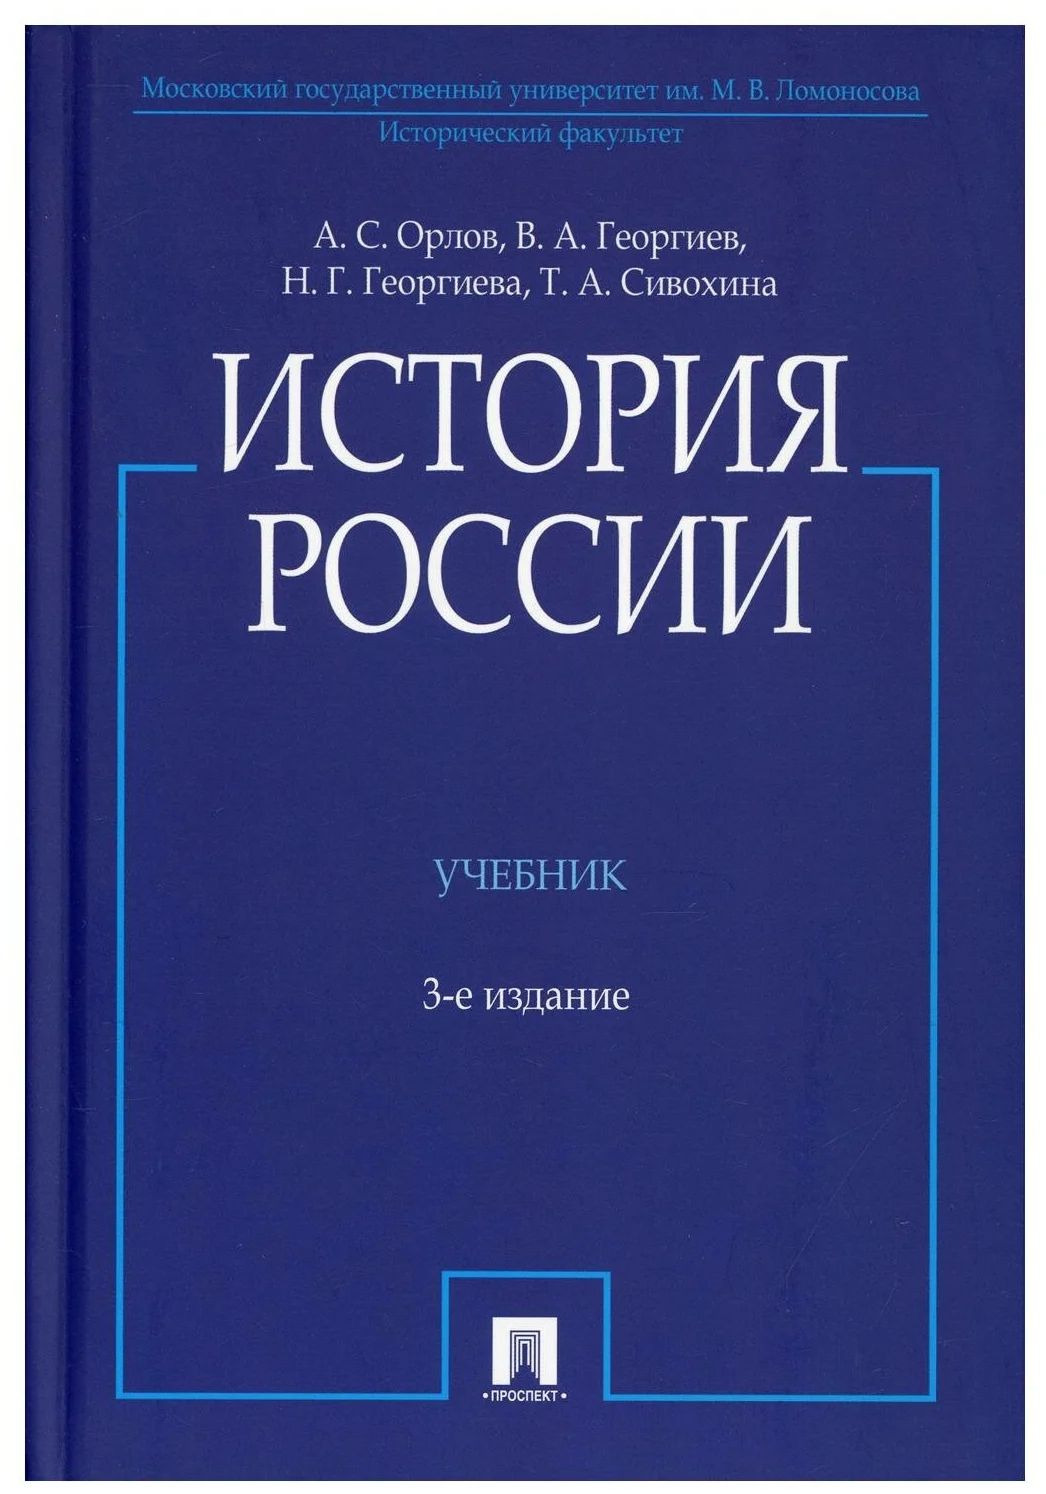 Московский государственный университет им. М. В. Ломоносова
Исторический факультет
А. С. Орлов, В. А. Георгиев,
Н. Г. Георгиева, Т. А. Сивохина
ИСТОРИЯ
РОССИИ
УЧЕБНИК
3-е издание
• ПРОСПЕКТ •